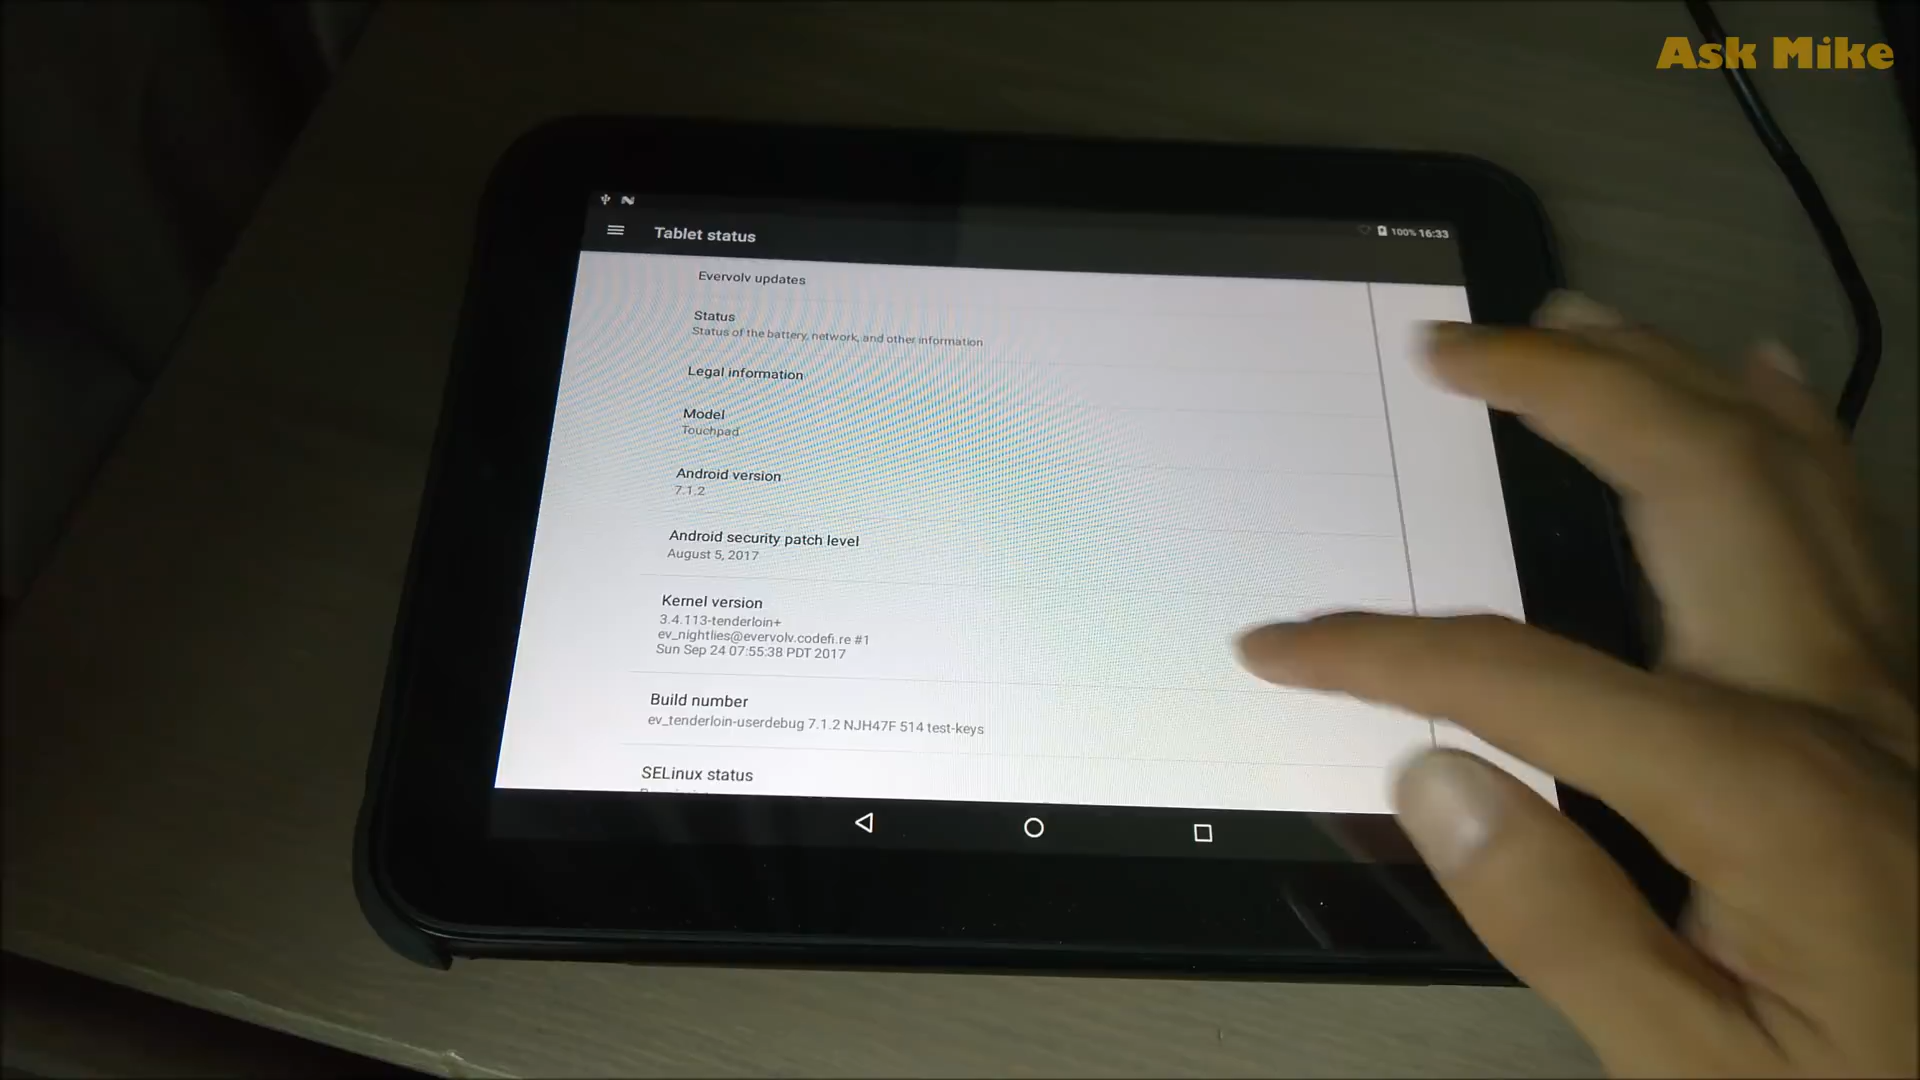 Ask Mike
100% 16:33
Tablet status
Evervolv updates
Status
Status of the battery, network, and other information
Legal information
Model
Touchpad
Android version
7.1.2
Android security patch level
August 5, 2017
Kernel version
3.4.113-tenderloin+
ev_nightlies@evervolv.codefi.re #1
Sun Sep 24 07:55:38 PDT 2017
Build number
ev_tenderloin-userdebug 7.1.2 NJH47F 514 test-keys
SELinux status